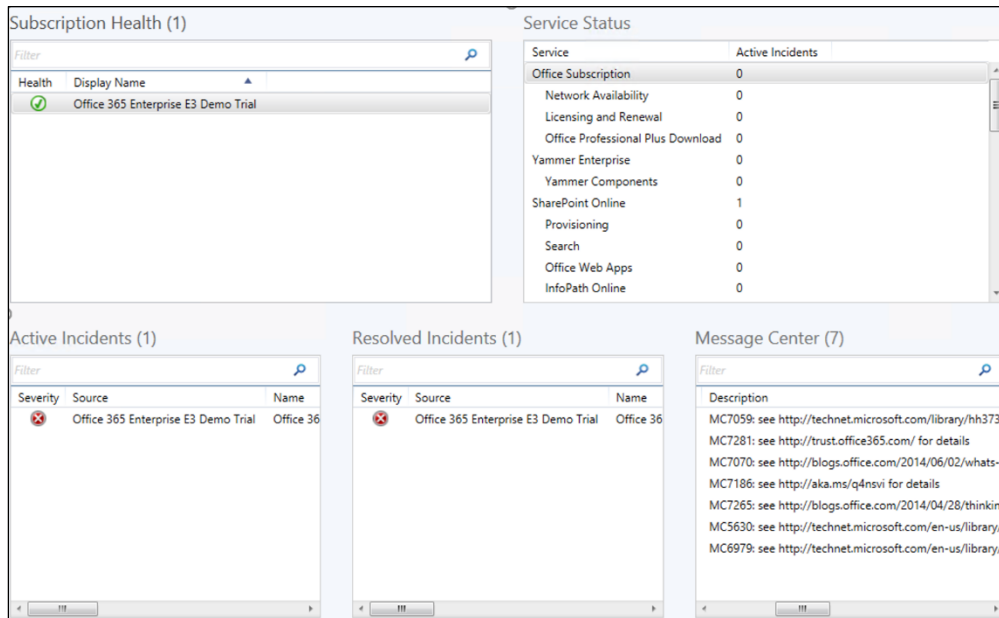 Subscription Health (1)
Filter
Health Display Name
Office 365 Enterprise E3 Demo Trial
Service Status
Service Active Incidents
Office Subscription 0
Network Availability 0
Licensing and Renewal 0
Office Professional Plus Download 0
Yammer Enterprise 0
Yammer Components 0
SharePoint Online 1
Provisioning 0
Search 0
Office Web Apps 0
InfoPath Online 0
Active Incidents (1)
Filter
Severity Source Name
Office 365 Enterprise E3 Demo Trial Office 36
Resolved Incidents (1)
Filter
Severity Source Name
Office 365 Enterprise E3 Demo Trial Office 36
Message Center (7)
Filter
Description
MC7059: see http://technet.microsoft.com/library/hh373
MC7281: see http://trust.office365.com/ for details
MC7070: see http://blogs.office.com/2014/06/02/whats-
MC7186: see http://aka.ms/q4nsvi for details
MC7265: see http://blogs.office.com/2014/04/28/thinkin
MC5630: see http://technet.microsoft.com/en-us/library/
MC6979: see http://technet.microsoft.com/en-us/library/